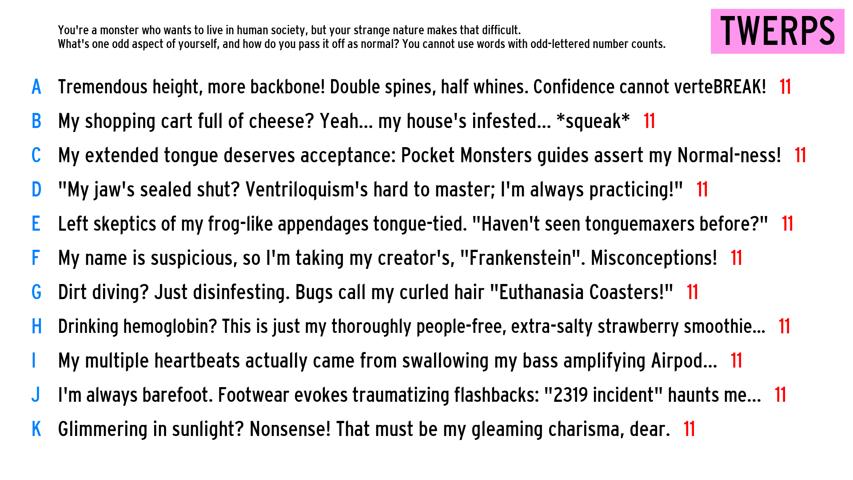 You're a monster who wants to live in human society, but your strange nature makes that difficult.
What's one odd aspect of yourself, and how do you pass it off as normal? You cannot use words with odd-lettered number counts.
TWERPS
A Tremendous height, more backbone! Double spines, half whines. Confidence cannot verteBREAK! 11
B My shopping cart full of cheese? Yeah... my house's infested... *squeak* 11
C My extended tongue deserves acceptance: Pocket Monsters guides assert my Normal-ness! 11
D "My jaw's sealed shut? Ventriloquism's hard to master; I'm always practicing!" 11
E Left skeptics of my frog-like appendages tongue-tied. "Haven't seen tonguemaxers before?" 11
F My name is suspicious, so I'm taking my creator's, "Frankenstein". Misconceptions! 11
G Dirt diving? Just disinfesting. Bugs call my curled hair "Euthanasia Coasters!" 11
H Drinking hemoglobin? This is just my thoroughly people-free, extra-salty strawberry smoothie... 11
I My multiple heartbeats actually came from swallowing my bass amplifying Airpod... 11
J I'm always barefoot. Footwear evokes traumatizing flashbacks: "2319 incident" haunts me... 11
K Glimmering in sunlight? Nonsense! That must be my gleaming charisma, dear. 11